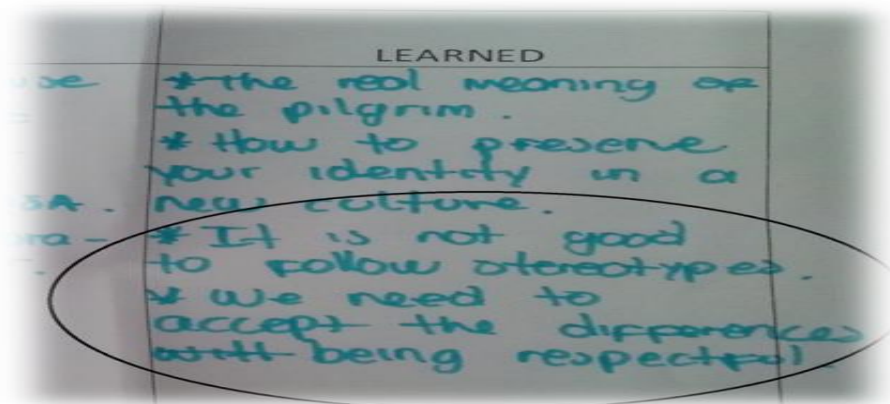 LEARNED
* the real meaning of
the pilgrim.
* How to preserve
your identity in a
new culture.
* It is not good
to follow stereotypes.
* we need to
accept the differences
with being respectful